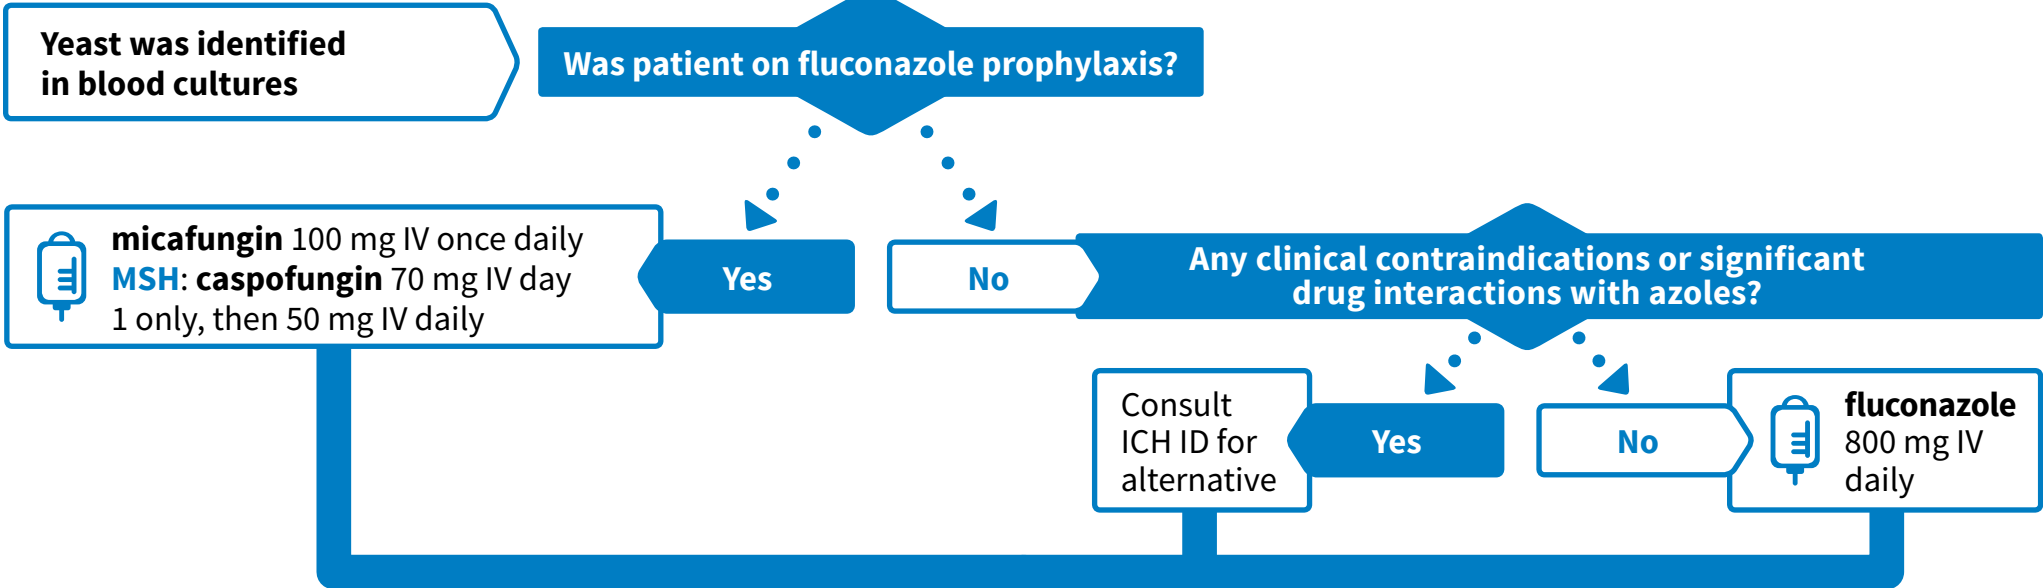 Yeast was identified
in blood cultures
Was patient on fluconazole prophylaxis?
micafungin 100 mg IV once daily
MSH: caspofungin 70 mg IV day
1 only, then 50 mg IV daily
Yes
No
Any clinical contraindications or significant
drug interactions with azoles?
Consult
ICH ID for
alternative
Yes
No
fluconazole
800 mg IV
daily